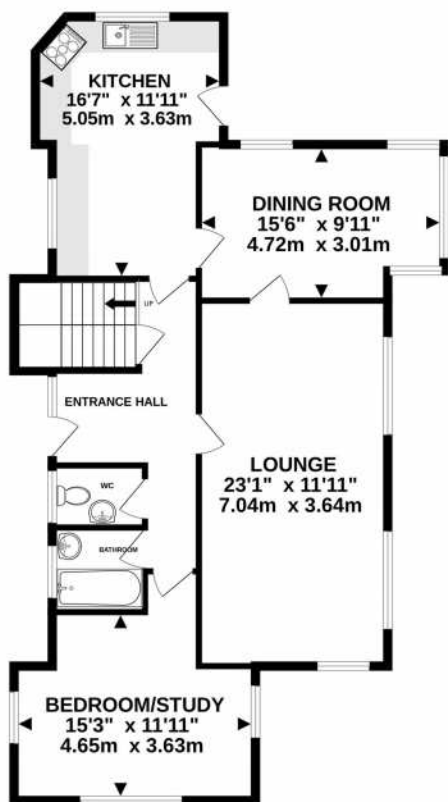 KITCHEN
16'7" x 11'11"
5.05m x 3.63m
DINING ROOM
15'6" x 9'11"
4.72m x 3.01m
UP
ENTRANCE HALL
LOUNGE
23'1" x 11'11"
7.04m x 3.64m
WC
BATHROOM
BEDROOM/STUDY
15'3" x 11'11"
4.65m x 3.63m